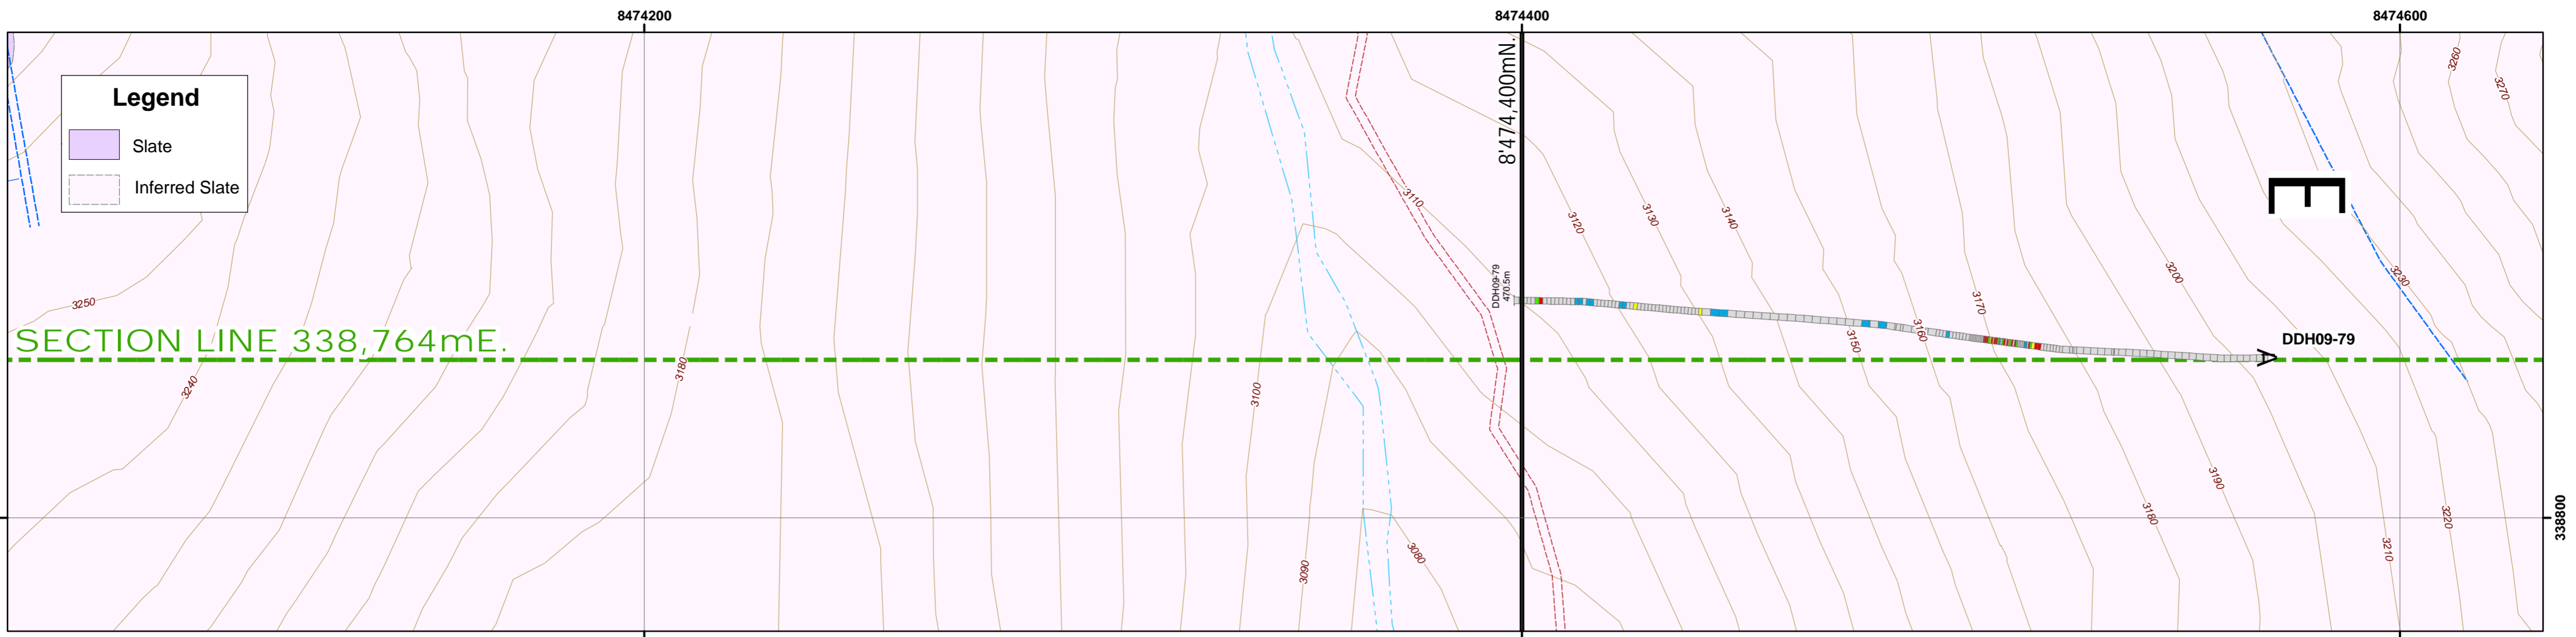 8474200
8474400
8474600
Legend
Slate
Inferred Slate
8'474,400mN.
3260
3270
3110
3120
3130
3140
E
3250
DDH09-79
470.5m
3200
3230
3170
3160
3150
SECTION LINE 338,764mE.
DDH09-79
3240
3180
3100
3190
3180
3220
3210
3090
3080
338800